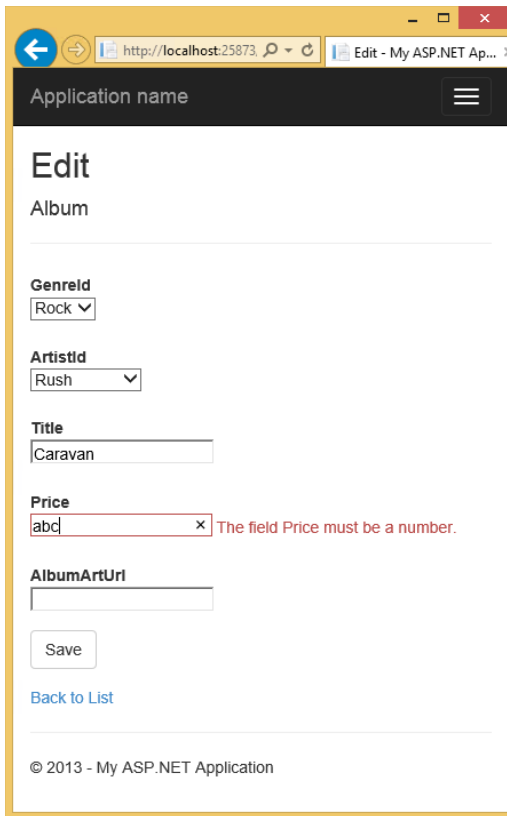 http://localhost:25873,
Edit - My ASP.NET Ap...
Application name
Edit
Album
GenreId
Rock
ArtistId
Rush
Title
Caravan
Price
abc
The field Price must be a number.
AlbumArtUrl
Save
Back to List
© 2013 - My ASP.NET Application